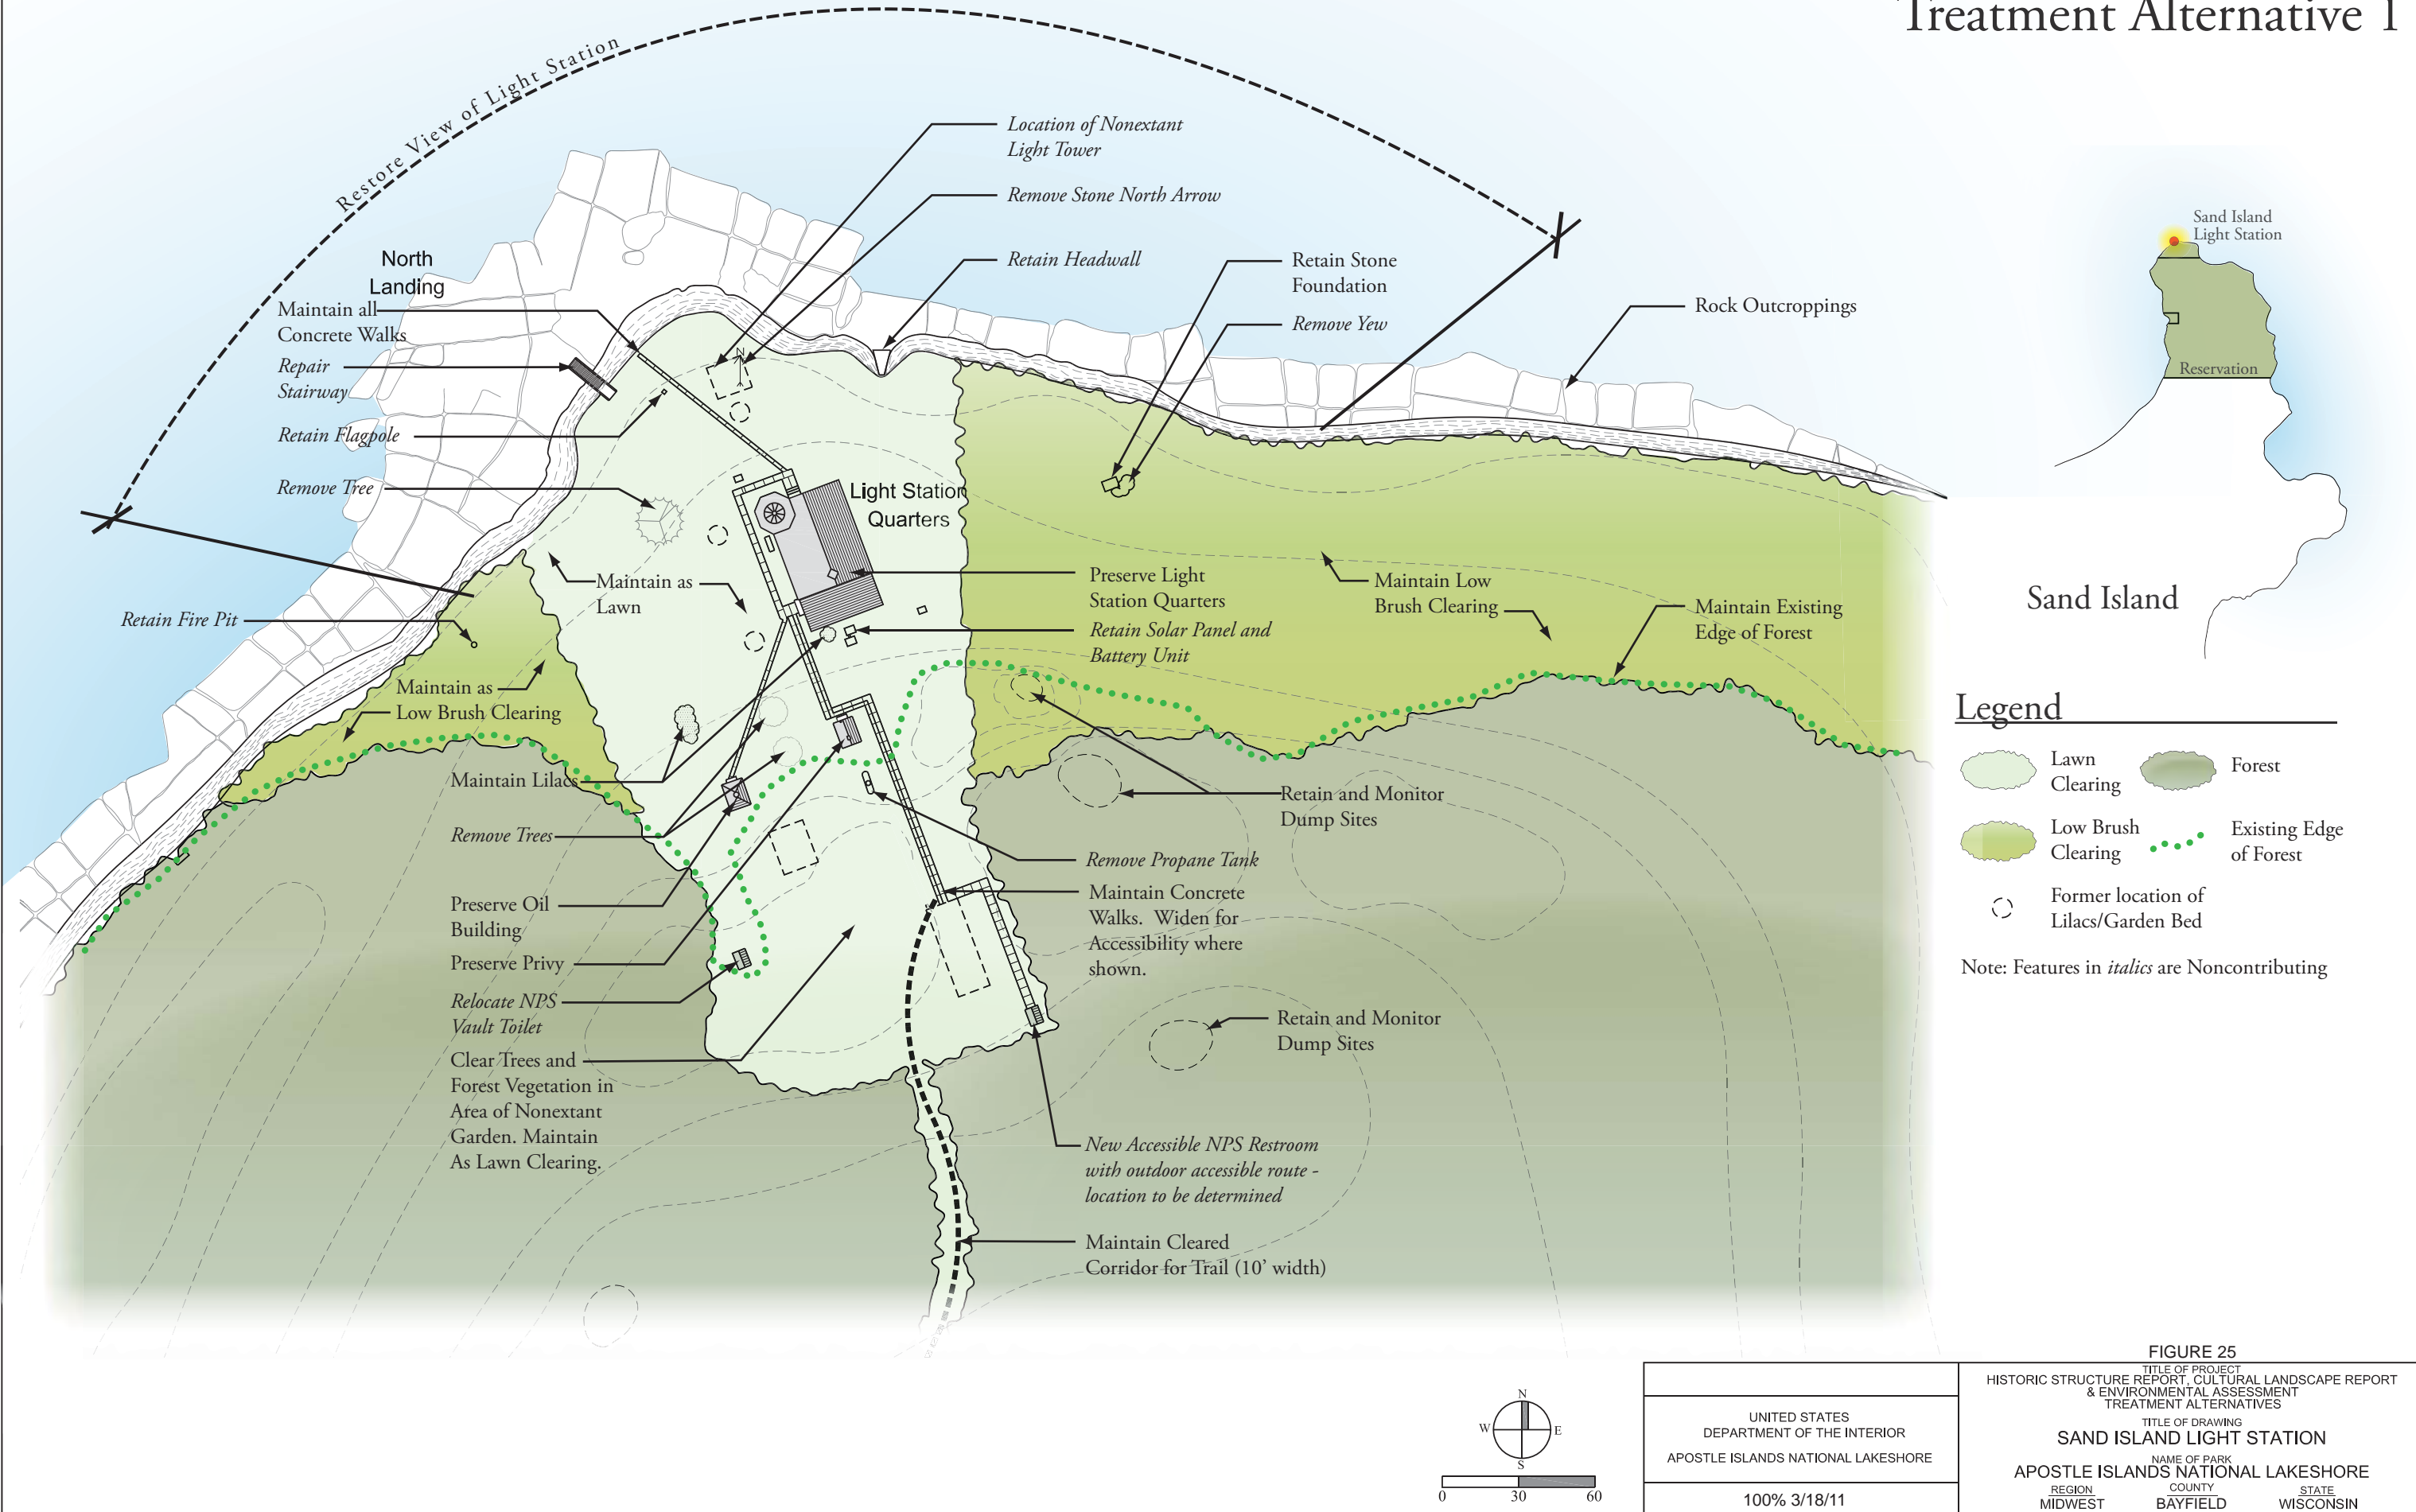 Treatment Alternative 1
Restore View of Light Station
Location of Nonextant
Light Tower
Remove Stone North Arrow
Retain Headwall
Retain Stone
Foundation
Remove Yew
Rock Outcroppings
North
Landing
Maintain all
Concrete Walks
Repair
Stairway
Retain Flagpole
Remove Tree
N
Light Station
Quarters
Maintain as
Lawn
Retain Fire Pit
Maintain as
Low Brush Clearing
Preserve Light
Station Quarters
Retain Solar Panel and
Battery Unit
Maintain Low
Brush Clearing
Maintain Existing
Edge of Forest
Maintain Lilacs
Remove Trees
Preserve Oil
Building
Preserve Privy
Relocate NPS
Vault Toilet
Clear Trees and
Forest Vegetation in
Area of Nonextant
Garden. Maintain
As Lawn Clearing.
Retain and Monitor
Dump Sites
Remove Propane Tank
Maintain Concrete
Walks.  Widen for
Accessibility where
shown.
Retain and Monitor
Dump Sites
New Accessible NPS Restroom
with outdoor accessible route -
location to be determined
Maintain Cleared
Corridor for Trail (10' width)
Sand Island
Light Station
Reservation
Sand Island
Legend
Lawn
Clearing
Forest
Low Brush
Clearing
Existing Edge
of Forest
Former location of
Lilacs/Garden Bed
Note: Features in italics are Noncontributing
N
W
E
S
0 30 60
UNITED STATES
DEPARTMENT OF THE INTERIOR
APOSTLE ISLANDS NATIONAL LAKESHORE
100% 3/18/11
FIGURE 25
TITLE OF PROJECT
HISTORIC STRUCTURE REPORT, CULTURAL LANDSCAPE REPORT
& ENVIRONMENTAL ASSESSMENT
TREATMENT ALTERNATIVES
TITLE OF DRAWING
SAND ISLAND LIGHT STATION
NAME OF PARK
APOSTLE ISLANDS NATIONAL LAKESHORE
REGION COUNTY STATE
MIDWEST BAYFIELD WISCONSIN